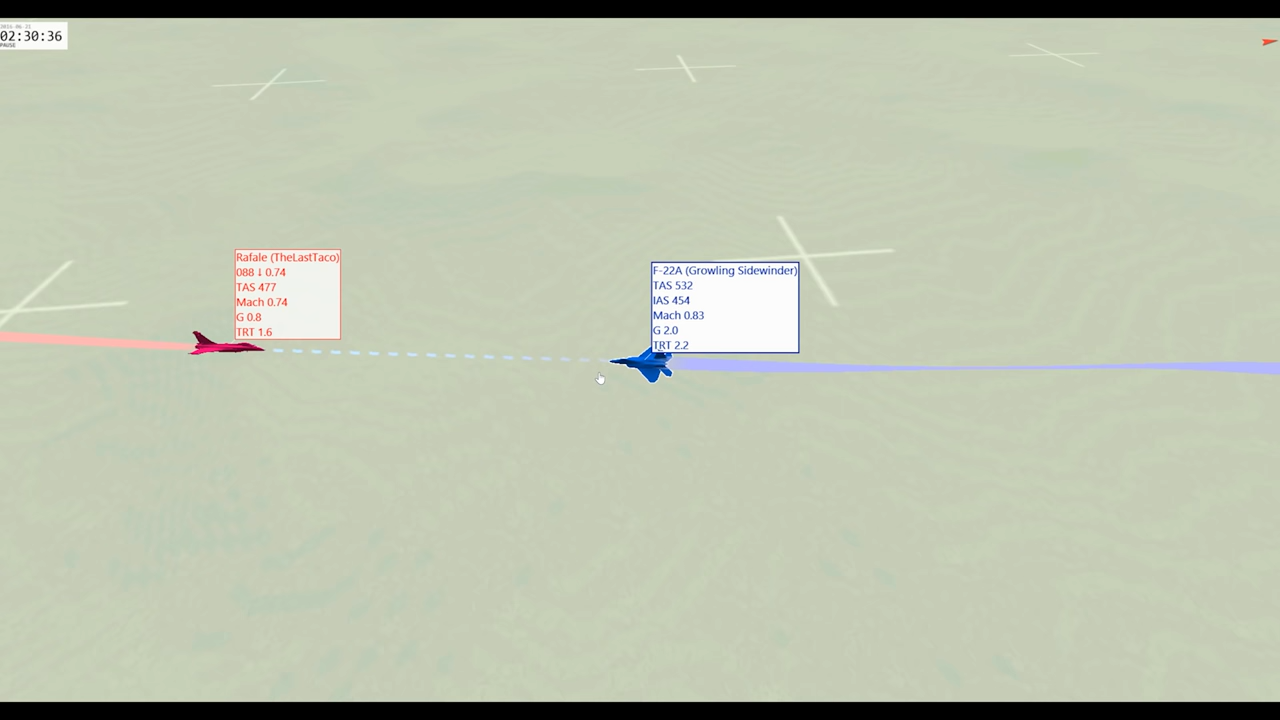 02:30:36
PAUSE
Rafale (TheLastTaco)
088 ↓ 0.74
TAS 477
Mach 0.74
G 0.8
TRT 1.6
F-22A (Growling Sidewinder)
TAS 532
IAS 454
Mach 0.83
G 2.0
TRT 2.2